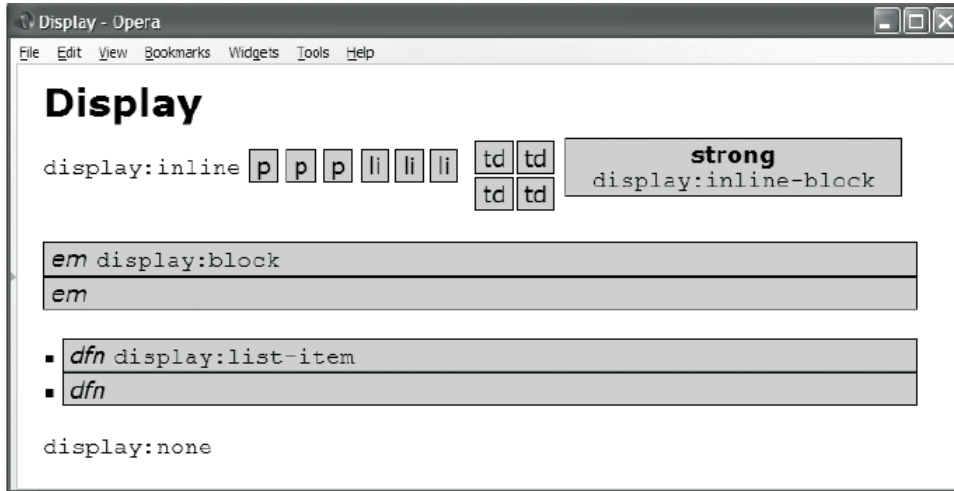 Display - Opera
File Edit View Bookmarks Widgets Tools Help
Display
display:inline p p p li li li td td strong
td td display:inline-block
em display:block
em
dfn display:list-item
dfn
display:none